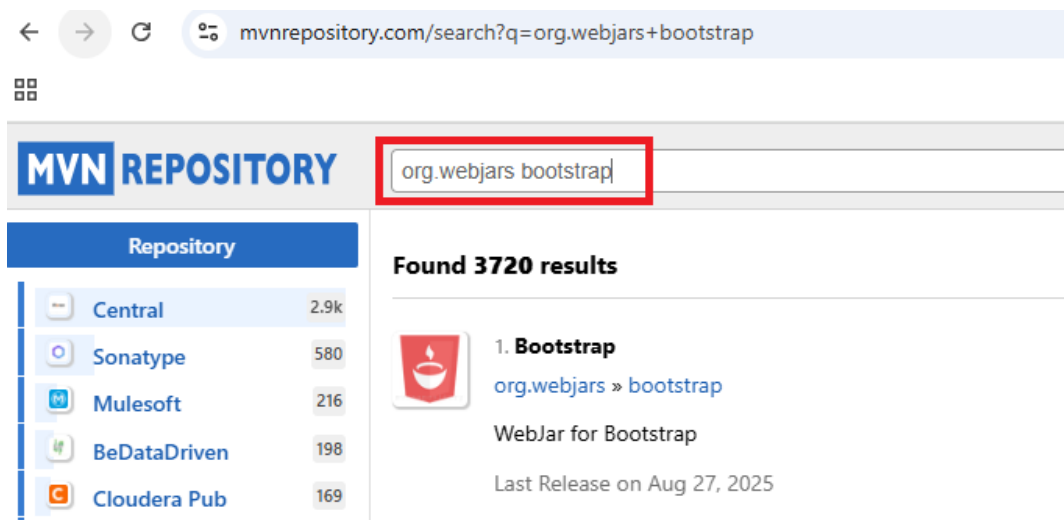 mvnrepository.com/search?q=org.webjars+bootstrap
MVN REPOSITORY
org.webjars bootstrap
Repository
Central 2.9k
Sonatype 580
Mulesoft 216
BeDataDriven 198
Cloudera Pub 169
Found 3720 results
1. Bootstrap
org.webjars » bootstrap
WebJar for Bootstrap
Last Release on Aug 27, 2025